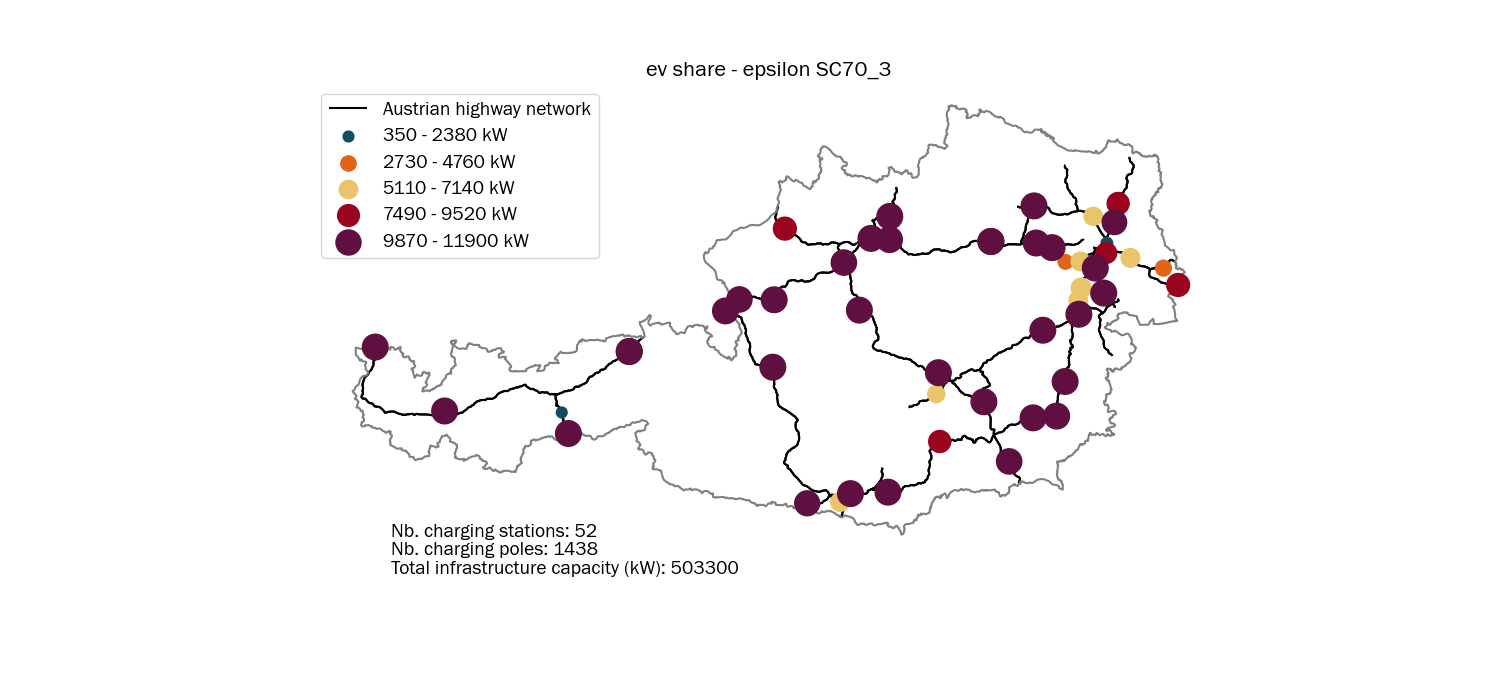 ev share - epsilon SC70_3
Austrian highway network
350 - 2380 kW
2730 - 4760 kW
5110 - 7140 kW
7490 - 9520 kW
9870 - 11900 kW
Nb. charging stations: 52
Nb. charging poles: 1438
Total infrastructure capacity (kW): 503300